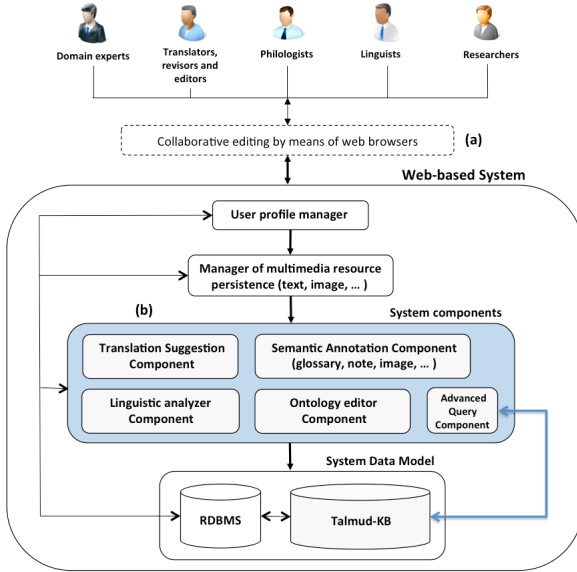 Domain experts
Translators,
revisors and
editors
Philologists
Linguists
Researchers
Collaborative editing by means of web browsers
(a)
Web-based System
User profile manager
Manager of multimedia resource
persistence (text, image, ... )
(b)
System components
Translation Suggestion
Component
Semantic Annotation Component
(glossary, note, image, ... )
Linguistic analyzer
Component
Ontology editor
Component
Advanced
Query
Component
System Data Model
RDBMS
Talmud-KB